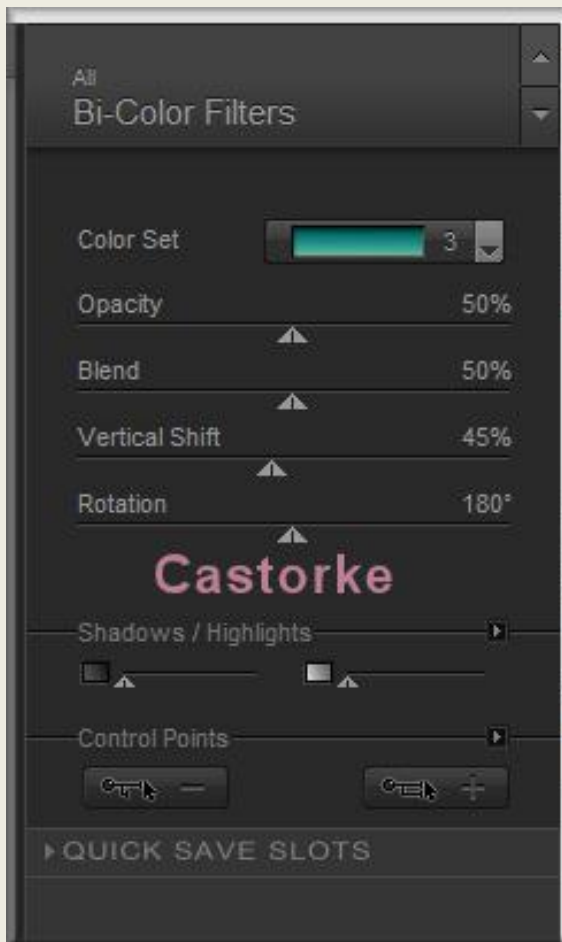 All
Bi-Color Filters
Color Set 3
Opacity 50%
Blend 50%
Vertical Shift 45%
Rotation 180°
Castorke
Shadows / Highlights
Control Points
QUICK SAVE SLOTS